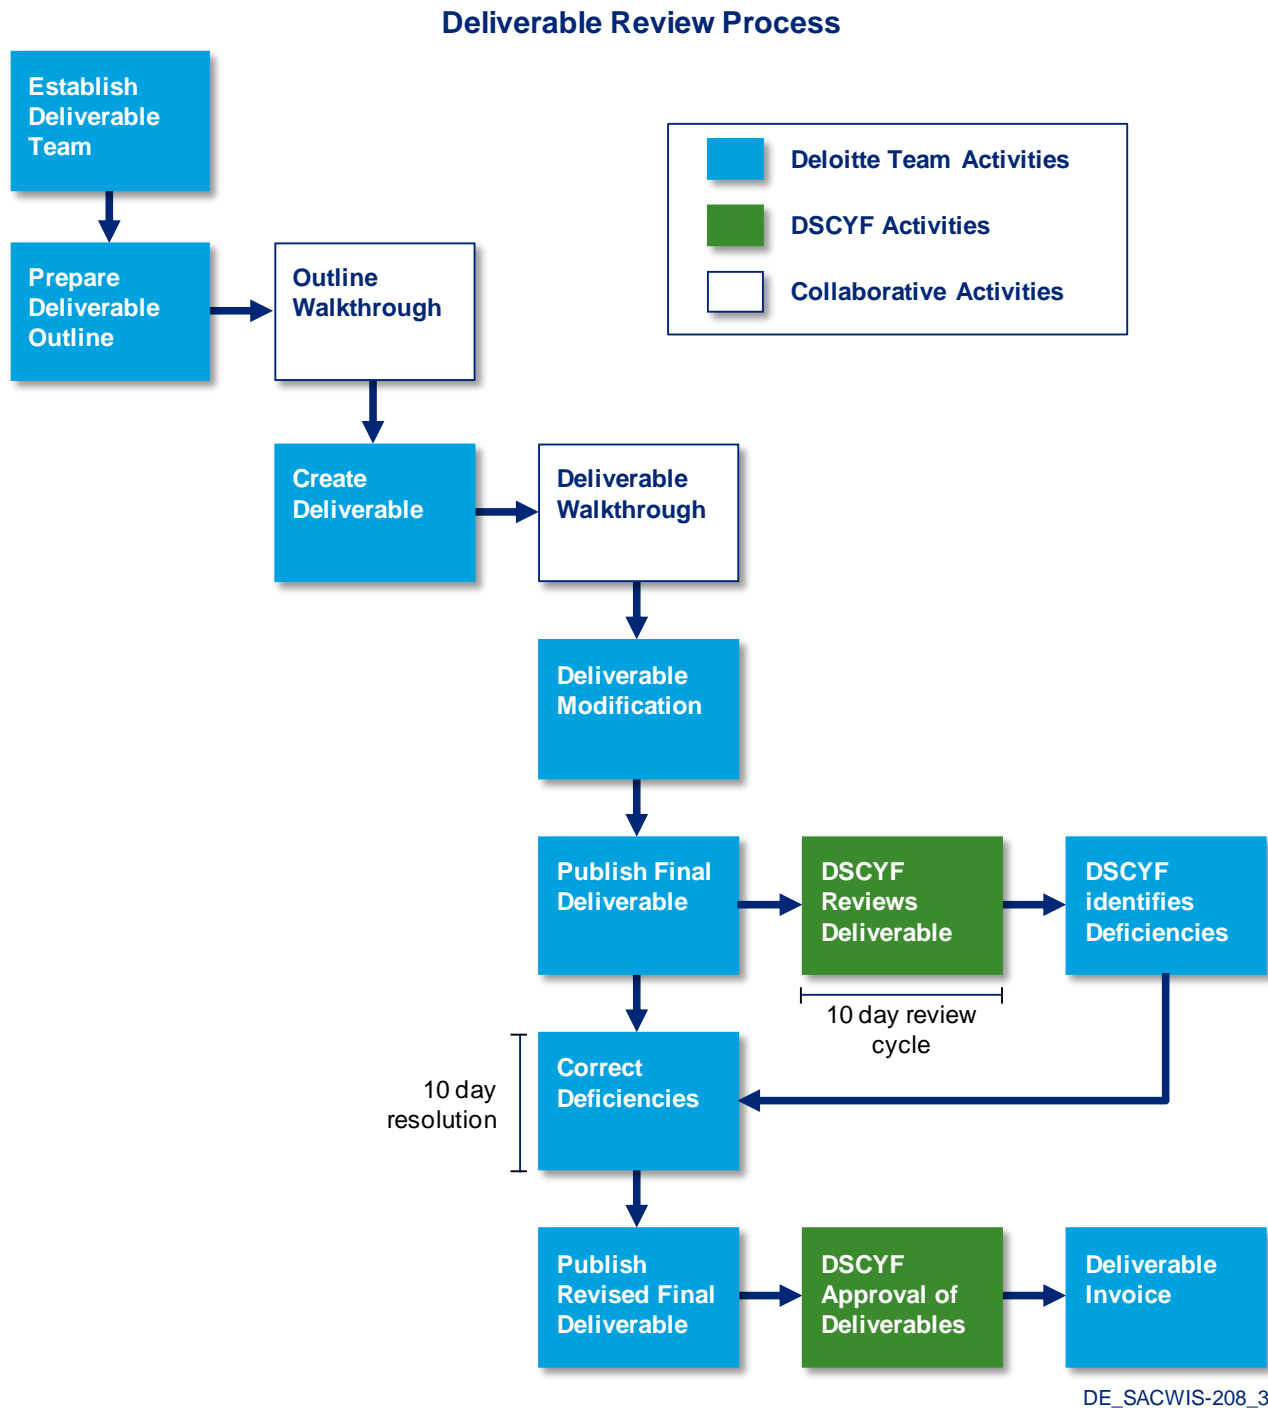 Deliverable Review Process
Establish
Deliverable
Team
Deloitte Team Activities
DSCYF Activities
Collaborative Activities
Prepare
Deliverable
Outline
Outline
Walkthrough
Create
Deliverable
Deliverable
Walkthrough
Deliverable
Modification
Publish Final
Deliverable
DSCYF
Reviews
Deliverable
DSCYF
identifies
Deficiencies
10 day review
cycle
10 day
resolution
Correct
Deficiencies
Publish
Revised Final
Deliverable
DSCYF
Approval of
Deliverables
Deliverable
Invoice
DE_SACWIS-208_3